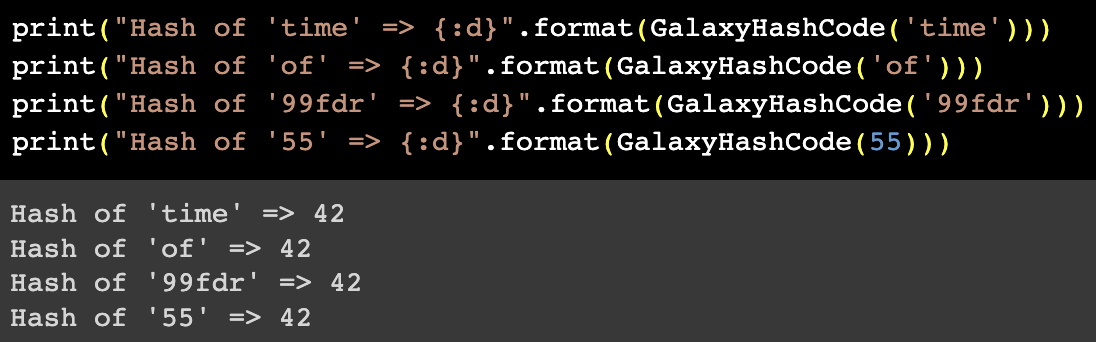 print("Hash of 'time' => {:d}".format(GalaxyHashCode('time')))
print("Hash of 'of' => {:d}".format(GalaxyHashCode('of')))
print("Hash of '99fdr' => {:d}".format(GalaxyHashCode('99fdr')))
print("Hash of '55' => {:d}".format(GalaxyHashCode(55)))
Hash of 'time' => 42
Hash of 'of' => 42
Hash of '99fdr' => 42
Hash of '55' => 42